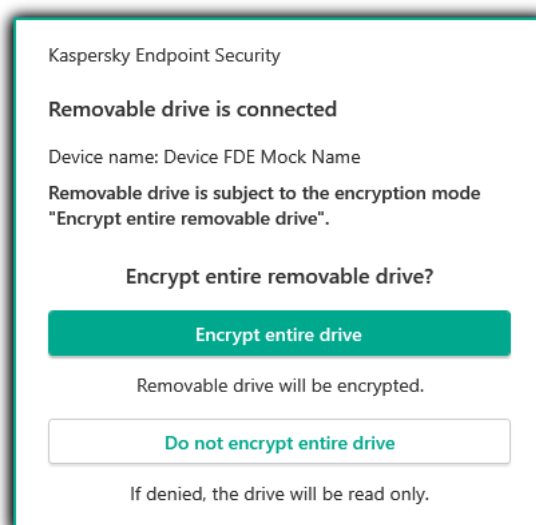 Kaspersky Endpoint Security
Removable drive is connected
Device name: Device FDE Mock Name
Removable drive is subject to the encryption mode
"Encrypt entire removable drive".
Encrypt entire removable drive?
Encrypt entire drive
Removable drive will be encrypted.
Do not encrypt entire drive
If denied, the drive will be read only.